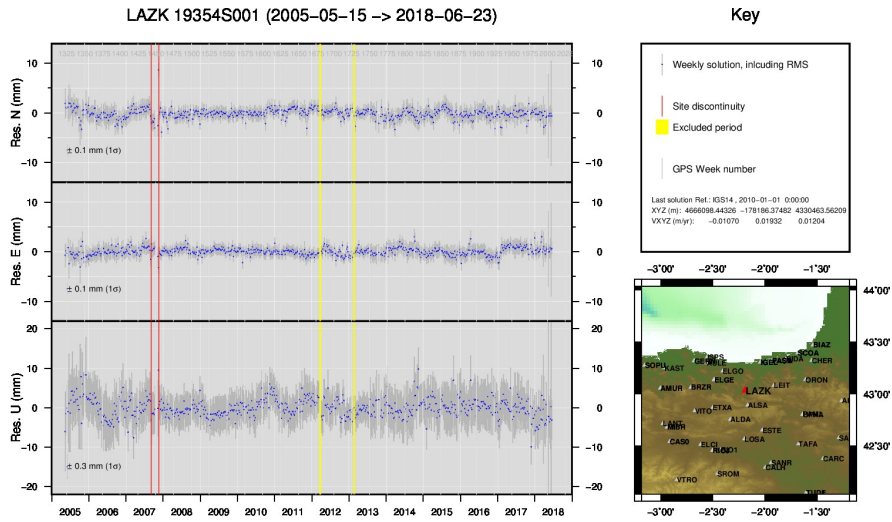 LAZK 19354S001 (2005−05−15 −> 2018−06−23)
Key
Res. N (mm)
10
0
−10
± 0.1 mm (1σ)
10
0
−10
Res. E (mm)
10
0
−10
± 0.1 mm (1σ)
10
0
−10
Res. U (mm)
20
10
0
−10
−20
± 0.3 mm (1σ)
20
10
0
−10
−20
2005 2006 2007 2008 2009 2010 2011 2012 2013 2014 2015 2016 2017 2018
Weekly solution, inlcuding RMS
Site discontinuity
Excluded period
GPS Week number
Last solution Ref.: IGS14 , 2010−01−01 0:00:00
XYZ (m): 4666098.44326 −178186.37482 4330463.56209
VXYZ (m/yr): −0.01070 0.01932 0.01204
−3˚00' −2˚30' −2˚00' −1˚30'
44˚00'
43˚30'
43˚00'
42˚30'
BIAZ
SCOA
CHER
SOPU
KAST
ELGO
IGEL
ELGE
LEIT
ORON
AMUR
BRZR
LAZK
ETXA
ALSA
ALDA
ESTE
CAS0
ELCI
LOSA
TAFA
CARC
SANR
CALH
VTRO
SROM
−3˚00' −2˚30' −2˚00' −1˚30'